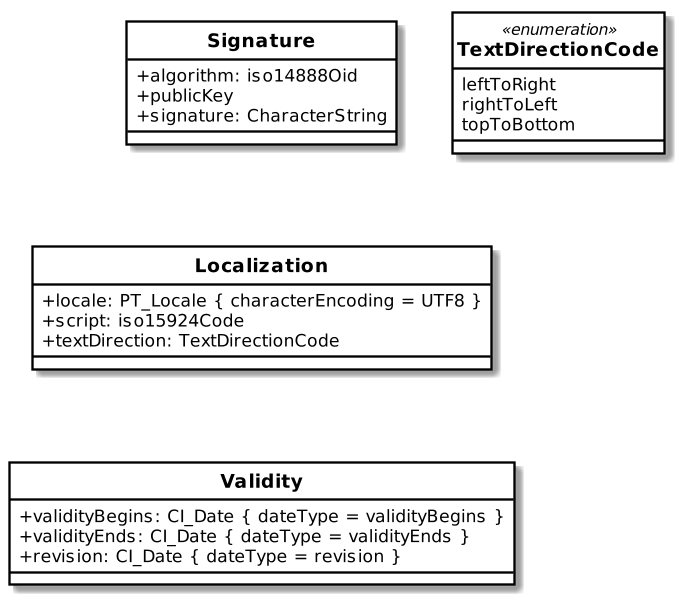 Signature
+algorithm: iso14888Oid
+publicKey
+signature: CharacterString
«enumeration»
TextDirectionCode
leftToRight
rightToLeft
topToBottom
Localization
+locale: PT_Locale { characterEncoding = UTF8 }
+script: iso15924Code
+textDirection: TextDirectionCode
Validity
+validityBegins: CI_Date { dateType = validityBegins }
+validityEnds: CI_Date { dateType = validityEnds }
+revision: CI_Date { dateType = revision }